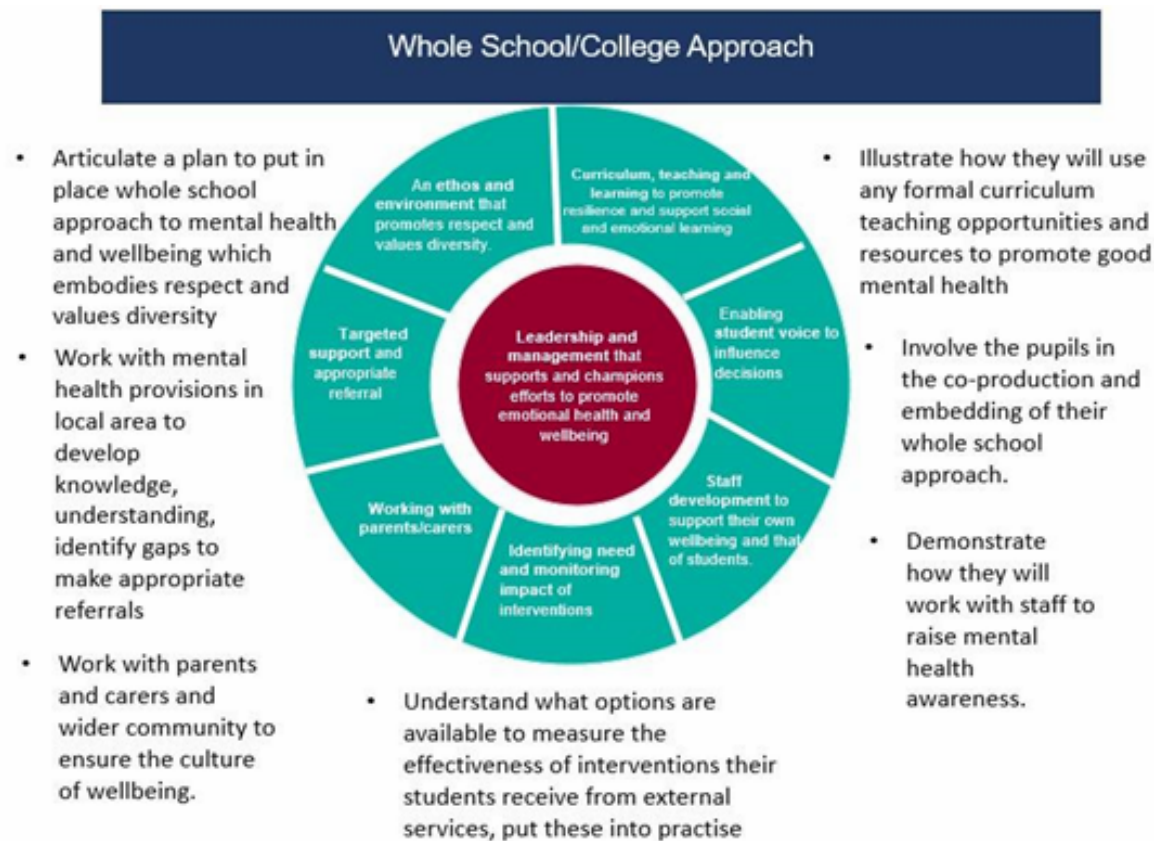 Whole School/College Approach
• Articulate a plan to put in
place whole school
approach to mental health
and wellbeing which
embodies respect and
values diversity
• Work with mental
health provisions in
local area to
develop
knowledge,
understanding,
identify gaps to
make appropriate
referrals
• Work with parents
and carers and
wider community to
ensure the culture
of wellbeing.
An ethos and
environment that
promotes respect and
values diversity.
Curriculum, teaching and
learning to promote
resilience and support social
and emotional learning
Enabling
student voice to
influence
decisions
Staff
development to
support their own
wellbeing and that
of students.
Identifying need
and monitoring
impact of
interventions
Working with
parents/carers
Targeted
support and
appropriate
referral
Leadership and
management that
supports and champions
efforts to promote
emotional health and
wellbeing
• Illustrate how they will use
any formal curriculum
teaching opportunities and
resources to promote good
mental health
• Involve the pupils in
the co-production and
embedding of their
whole school
approach.
• Demonstrate
how they will
work with staff to
raise mental
health
awareness.
• Understand what options are
available to measure the
effectiveness of interventions their
students receive from external
services, put these into practise